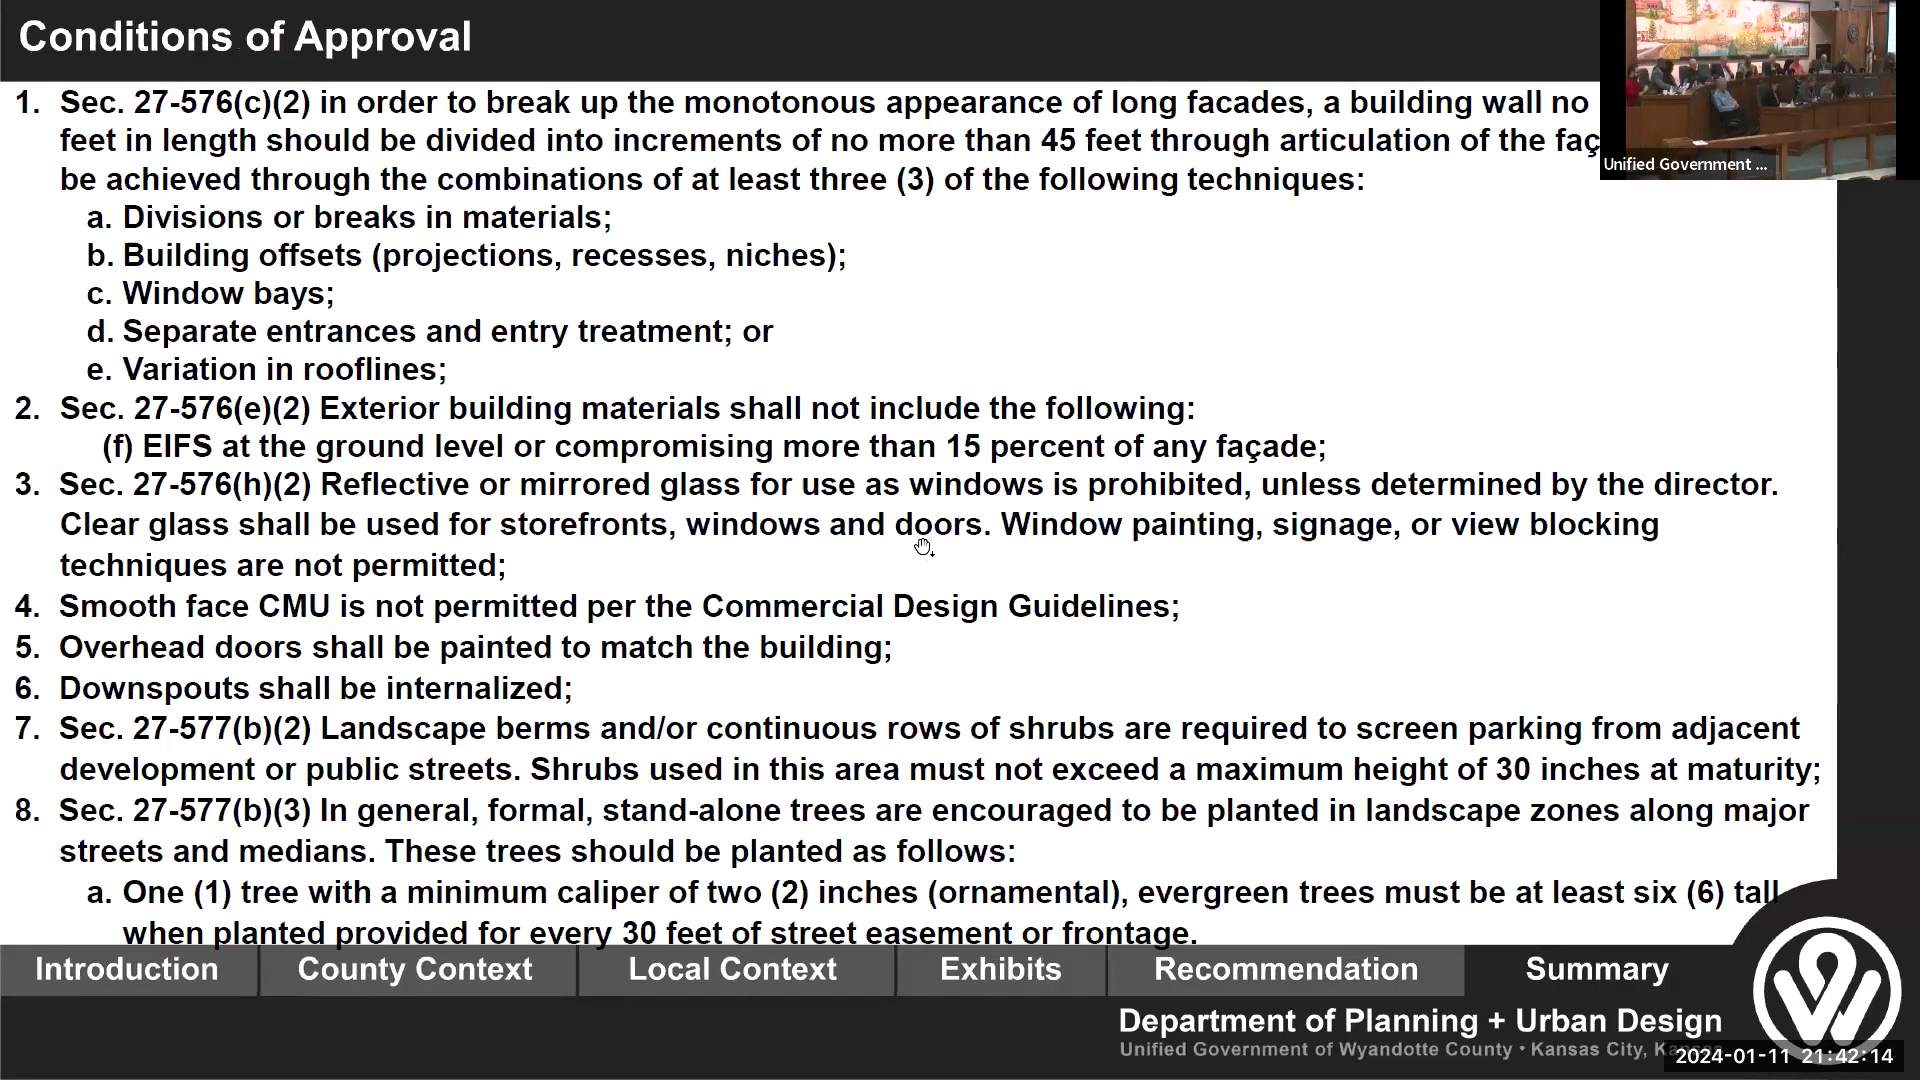 Conditions of Approval
1. Sec. 27-576(c)(2) in order to break up the monotonous appearance of long facades, a building wall no
feet in length should be divided into increments of no more than 45 feet through articulation of the
be achieved through the combinations of at least three (3) of the following techniques:
a. Divisions or breaks in materials;
b. Building offsets (projections, recesses, niches);
c. Window bays;
d. Separate entrances and entry treatment; or
e. Variation in rooflines;
2. Sec. 27-576(e)(2) Exterior building materials shall not include the following:
(f) EIFS at the ground level or compromising more than 15 percent of any façade;
3. Sec. 27-576(h)(2) Reflective or mirrored glass for use as windows is prohibited, unless determined by the director.
Clear glass shall be used for storefronts, windows and doors. Window painting, signage, or view blocking
techniques are not permitted;
4. Smooth face CMU is not permitted per the Commercial Design Guidelines;
5. Overhead doors shall be painted to match the building;
6. Downspouts shall be internalized;
7. Sec. 27-577(b)(2) Landscape berms and/or continuous rows of shrubs are required to screen parking from adjacent
development or public streets. Shrubs used in this area must not exceed a maximum height of 30 inches at maturity;
8. Sec. 27-577(b)(3) In general, formal, stand-alone trees are encouraged to be planted in landscape zones along major
streets and medians. These trees should be planted as follows:
a. One (1) tree with a minimum caliper of two (2) inches (ornamental), evergreen trees must be at least six (6) tall
when planted provided for every 30 feet of street easement or frontage.
Unified Government ...
Introduction
County Context
Local Context
Exhibits
Recommendation
Summary
Department of Planning + Urban Design
Unified Government of Wyandotte County • Kansas City,
2024-01-11 21:42:14